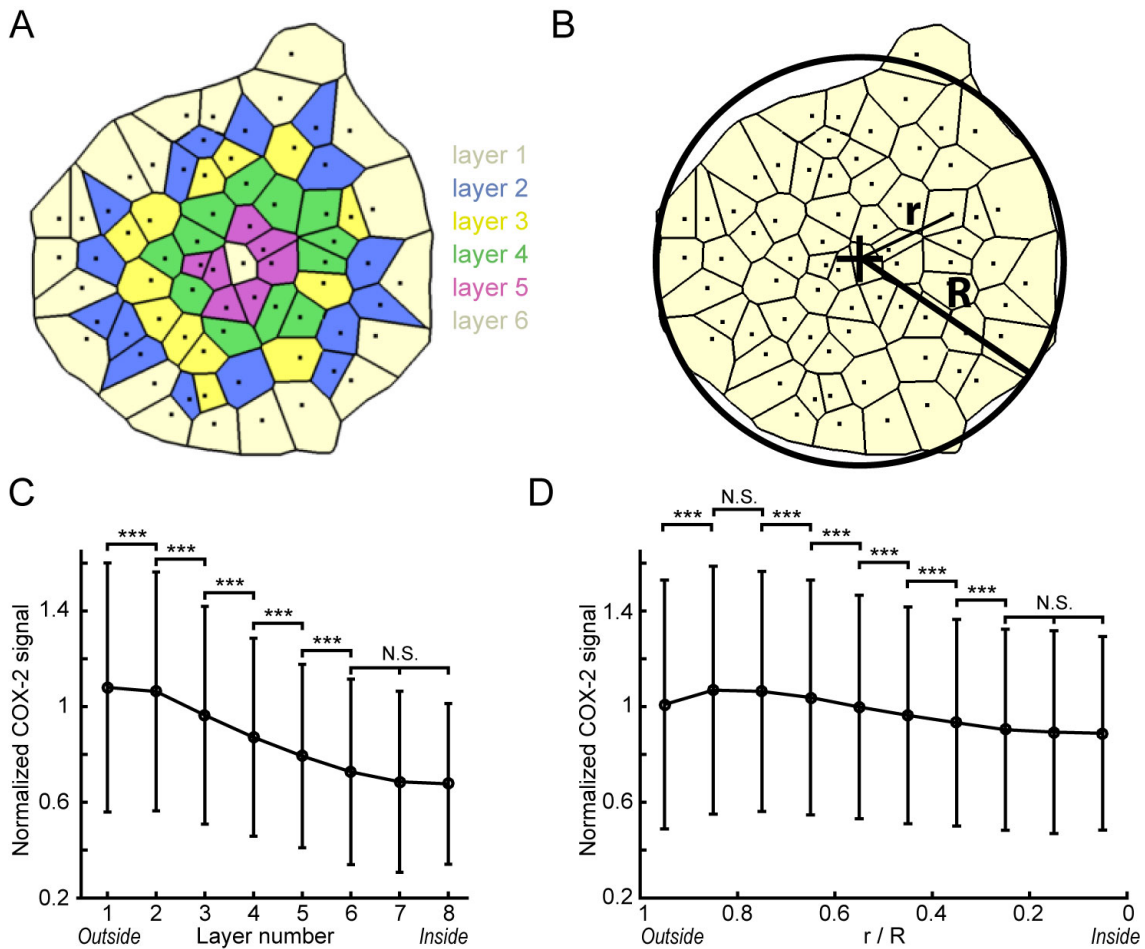 A
B
layer 1
layer 2
layer 3
layer 4
layer 5
layer 6
r
R
C
*** *** *** *** *** N.S.
Normalized COX-2 signal
1.4
1
0.6
0.2
1 2 3 4 5 6 7 8
Outside Layer number Inside
D
*** N.S. *** *** *** *** *** N.S.
Normalized COX-2 signal
1.4
1
0.6
0.2
1 0.8 0.6 0.4 0.2 0
Outside r / R Inside